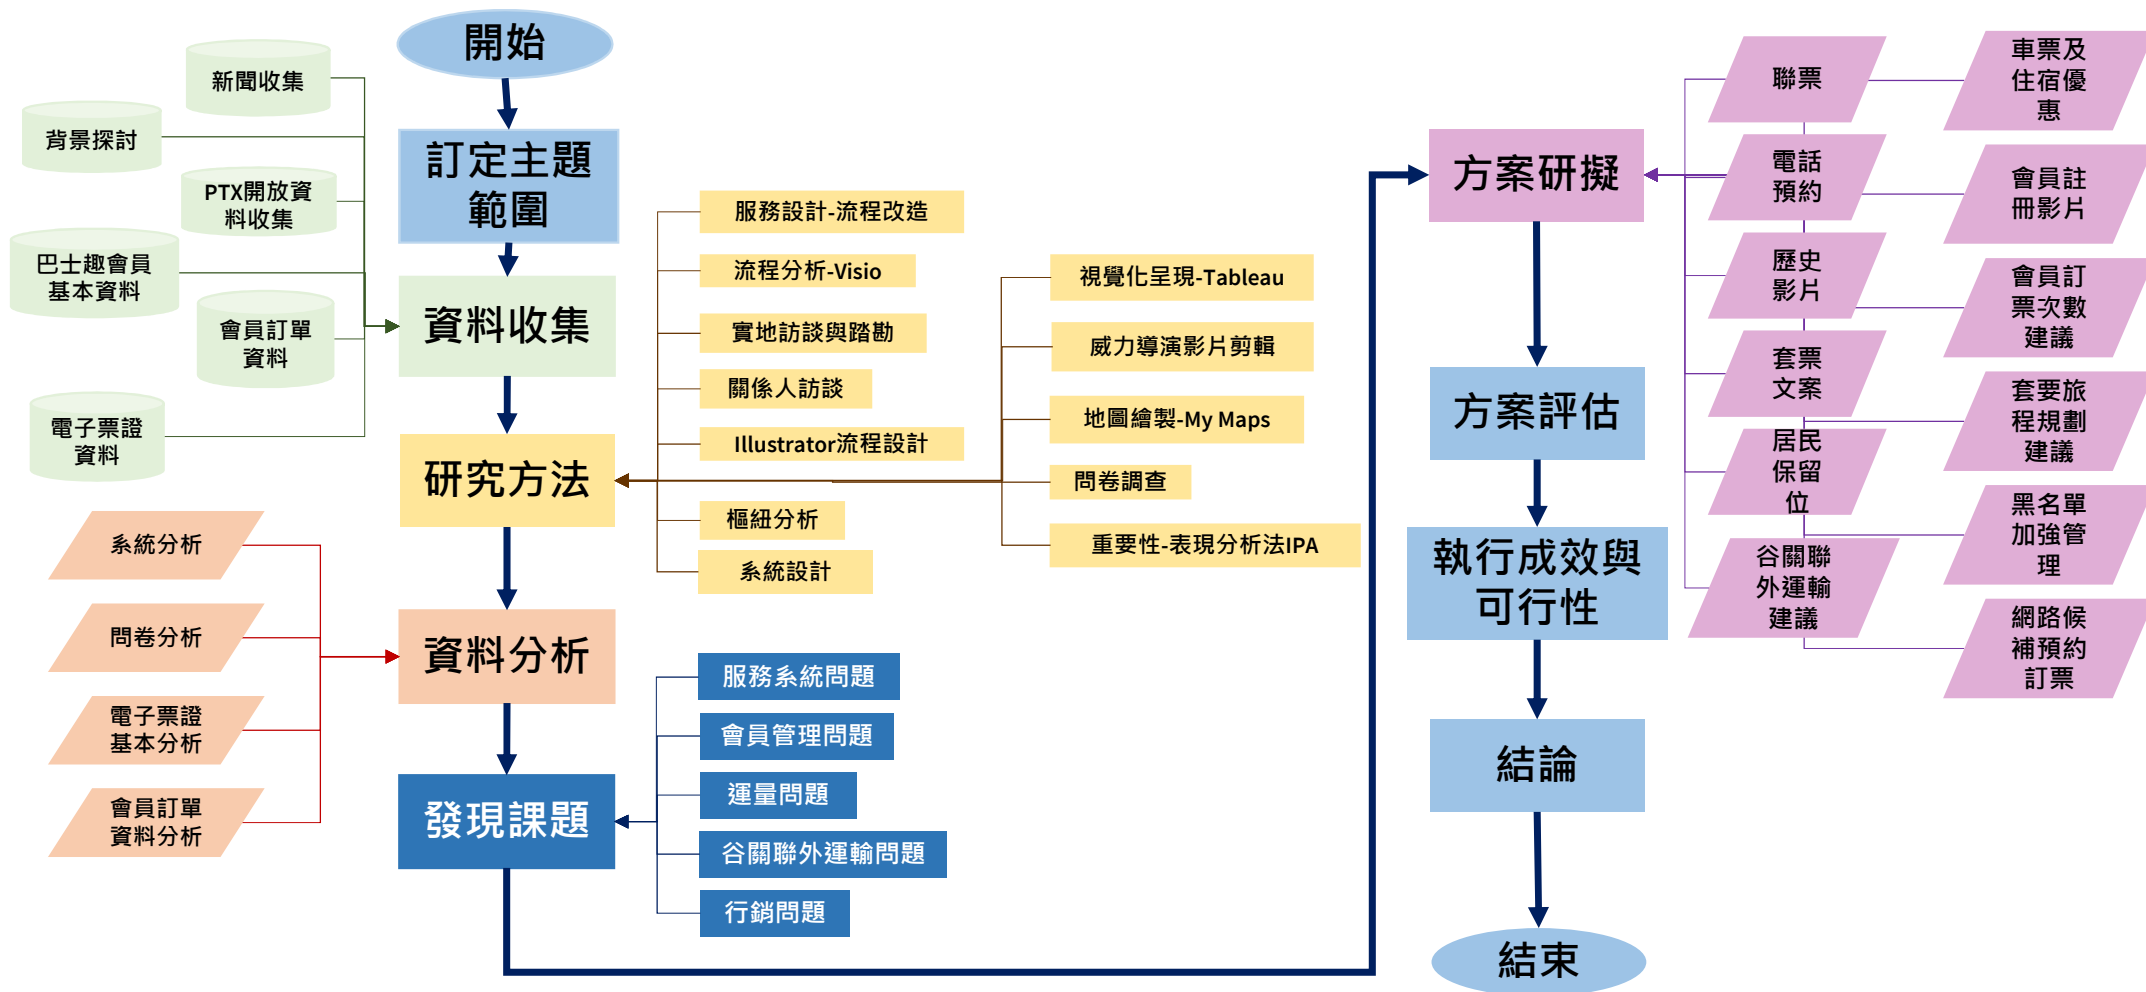 開始
新聞收集
背景探討
PTX開放資
料收集
巴士趣會員
基本資料
會員訂單
資料
電子票證
資料
訂定主題
範圍
資料收集
研究方法
服務設計-流程改造
流程分析-Visio
實地訪談與踏勘
關係人訪談
Illustrator流程設計
樞紐分析
系統設計
視覺化呈現-Tableau
威力導演影片剪輯
地圖繪製-My Maps
問卷調查
重要性-表現分析法IPA
系統分析
問卷分析
電子票證
基本分析
會員訂單
資料分析
資料分析
發現課題
服務系統問題
會員管理問題
運量問題
谷關聯外運輸問題
行銷問題
方案研擬
聯票
電話
預約
歷史
影片
套票
文案
居民
保留
位
谷關聯
外運輸
建議
車票及
住宿優
惠
會員註
冊影片
會員訂
票次數
建議
套要旅
程規劃
建議
黑名單
加強管
理
網路候
補預約
訂票
方案評估
執行成效與
可行性
結論
結束